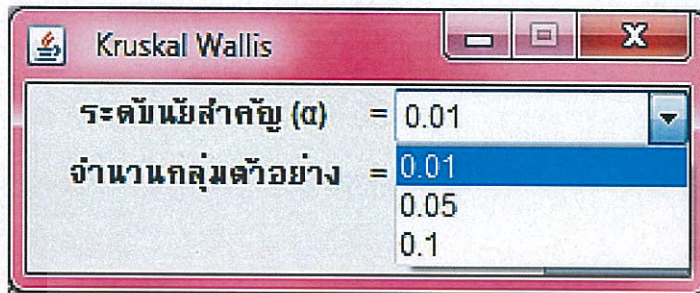 Kruskal Wallis
ระดับนัยสำคัญ (α) = 0.01
จำนวนกลุ่มตัวอย่าง = 0.01
0.05
0.1